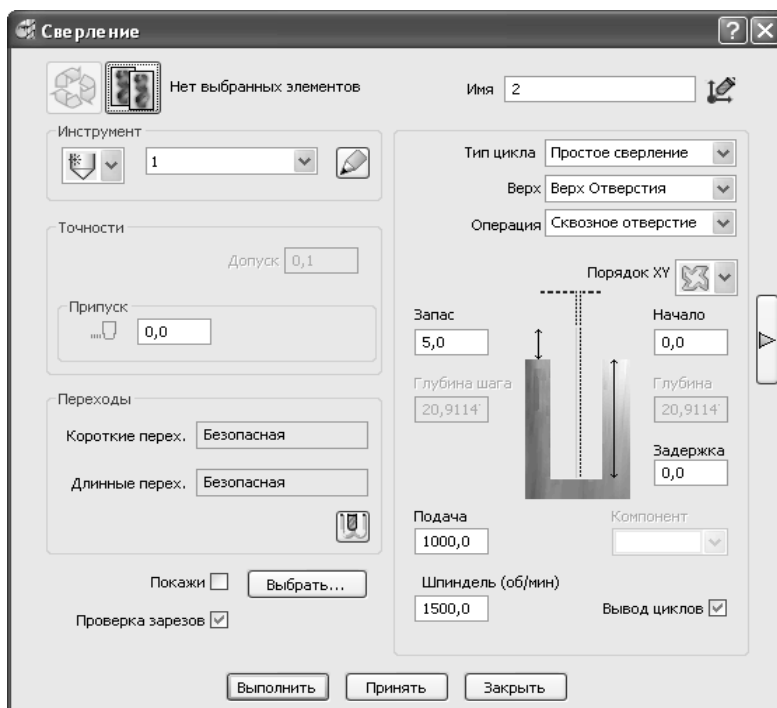 Сверление
Нет выбранных элементов
Имя 2
Инструмент
1
Точности
Допуск 0,1
Припуск
0,0
Переходы
Короткие перех. Безопасная
Длинные перех. Безопасная
Покажи Выбрать...
Проверка зарезов
Тип цикла Простое сверление
Верх Верх Отверстия
Операция Сквозное отверстие
Порядок XY
Запас Начало
5,0 0,0
Глубина шага Глубина
20,9114 20,9114
Задержка
0,0
Подача Компонент
1000,0
Шпиндель (об/мин)
1500,0 Вывод циклов
Выполнить Принять Закрыть